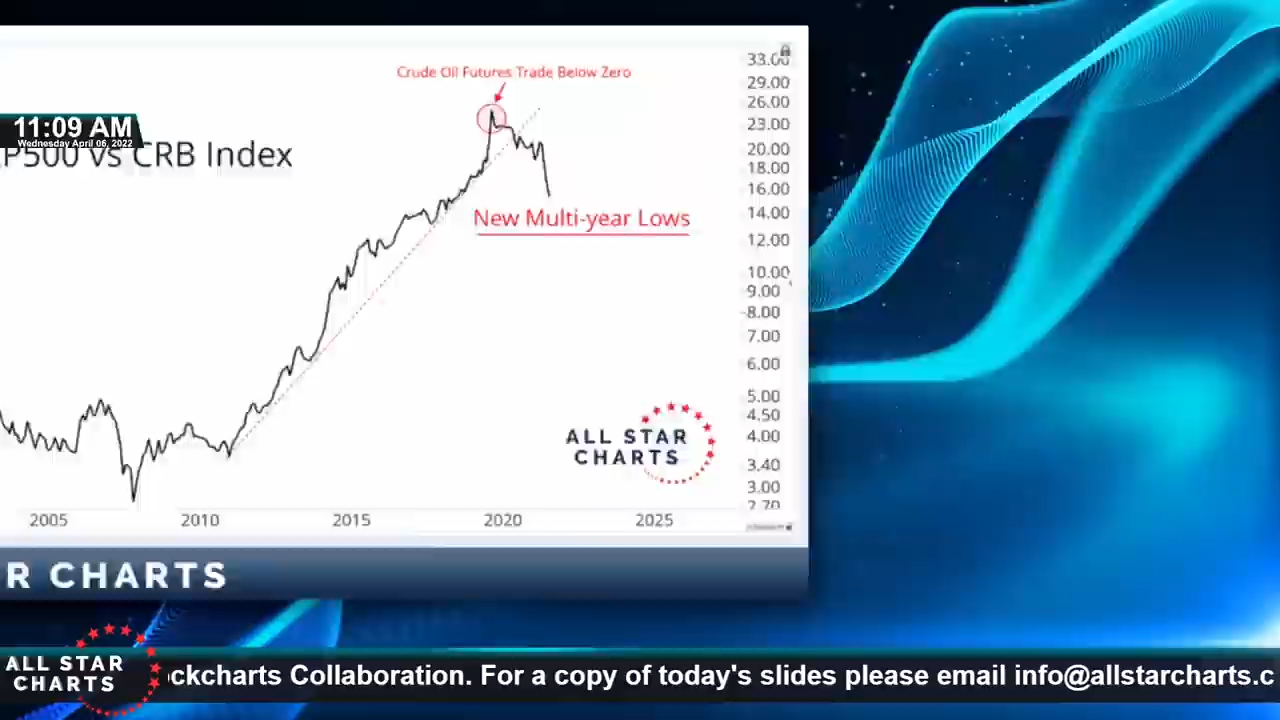 11:09 AM
Wednesday April 06, 2022
P500 vs CRB Index
Crude Oil Futures Trade Below Zero
New Multi-year Lows
33.00
29.00
26.00
23.00
20.00
18.00
16.00
14.00
12.00
10.00
9.00
8.00
7.00
6.00
5.00
4.50
4.00
3.40
3.00
2.70
ALL STAR
CHARTS
2005 2010 2015 2020 2025
R CHARTS
ALL STAR
CHARTS
ockcharts Collaboration. For a copy of today's slides please email info@allstarcharts.c